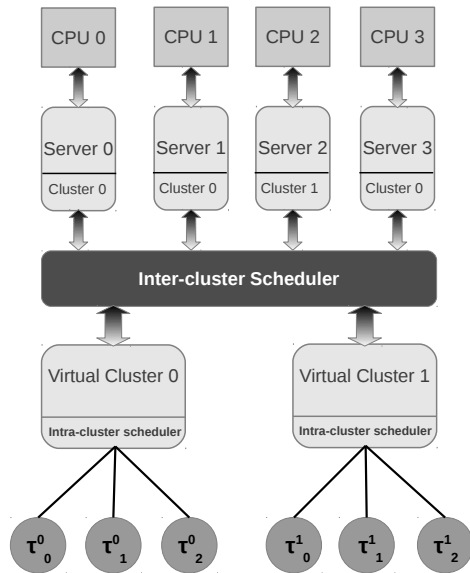 CPU 0 CPU 1 CPU 2 CPU 3
Server 0 Server 1 Server 2 Server 3
Cluster 0 Cluster 0 Cluster 1 Cluster 0
Inter-cluster Scheduler
Virtual Cluster 0 Virtual Cluster 1
Intra-cluster scheduler Intra-cluster scheduler
τ⁰₀ τ⁰₁ τ⁰₂ τ¹₀ τ¹₁ τ¹₂